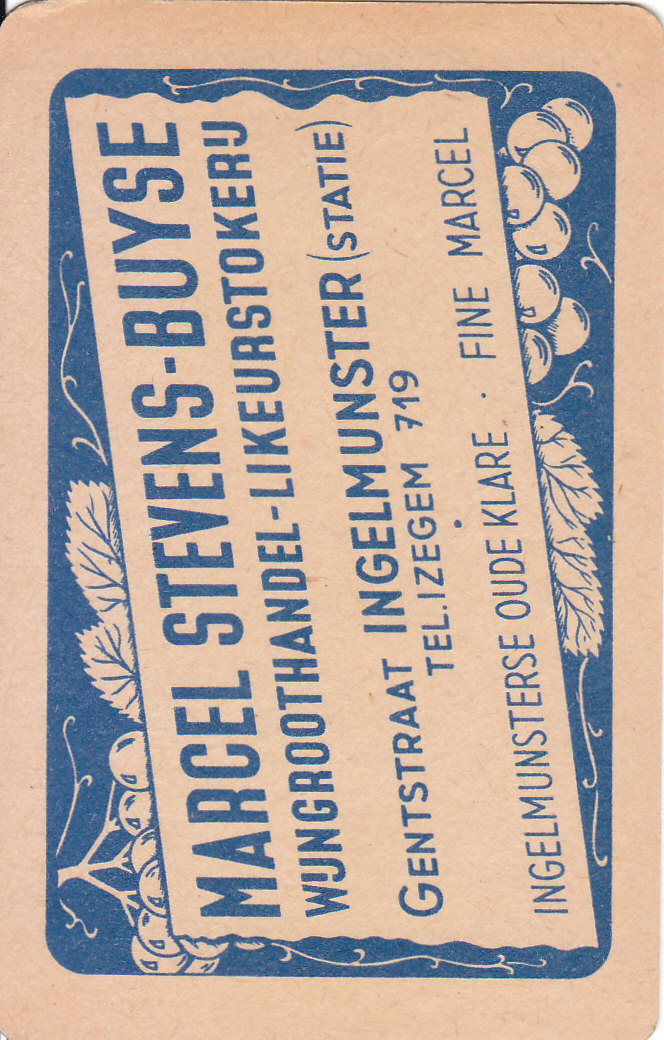 MARCEL STEVENS-BUYSE
WIJNGROOTHANDEL-LIKEURSTOKERIJ
GENTSTRAAT INGELMUNSTER (STATIE)
TEL.IZEGEM 719
INGELMUNSTERSE OUDE KLARE · FINE MARCEL